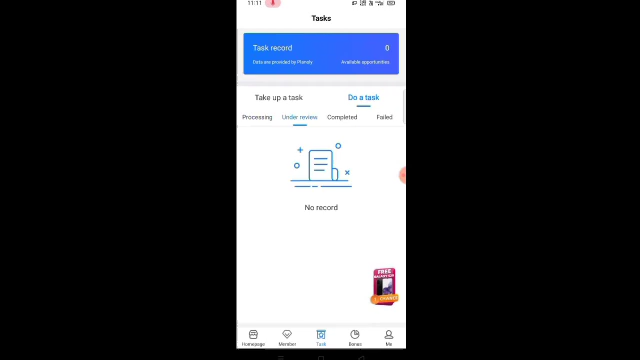 11:11
Tasks
Task record
0
Data are provided by Planely
Available opportunities
Take up a task
Do a task
Processing
Under review
Completed
Failed
No record
FREE
Homepage
Member
Task
Bonus
Me